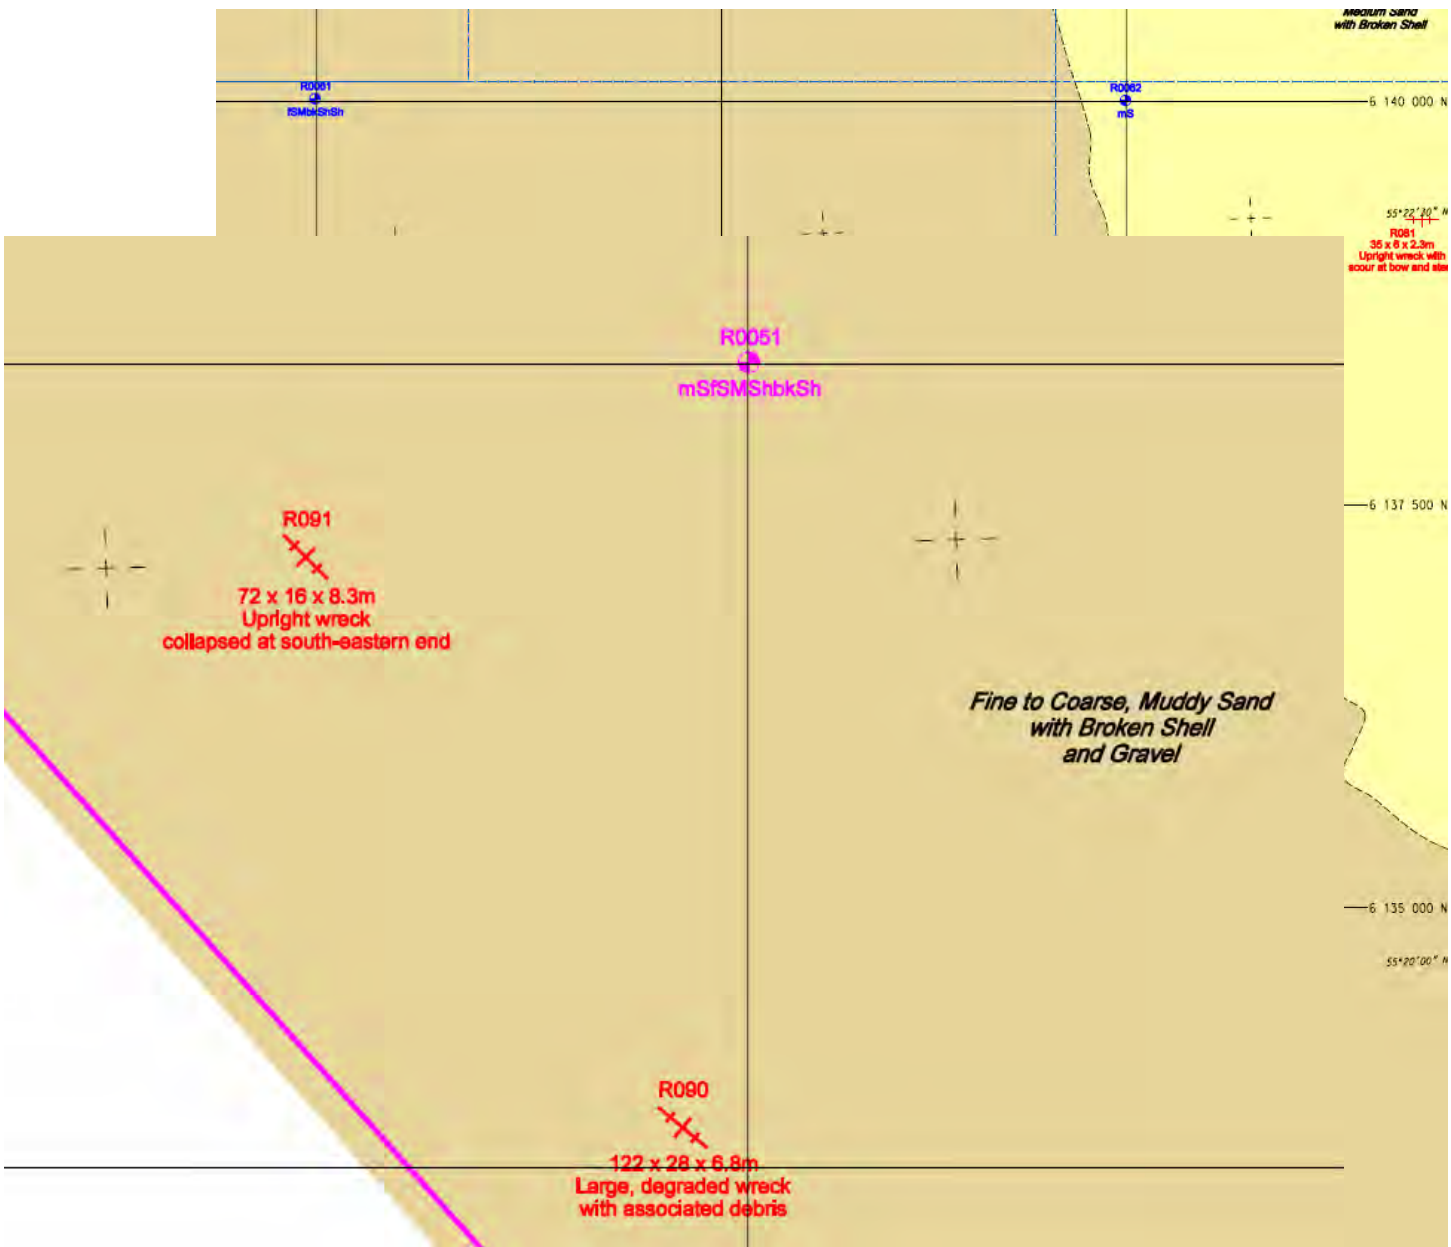 Medium Sand
with Broken Shell
R0061
fSMbkShSh
R0062
mS
6 140 000 N
55°22'30" N
R081
35 x 6 x 2.3m
Upright wreck with
scour at bow and ster
R0051
mSfSMShbkSh
6 137 500 N
R091
72 x 16 x 8.3m
Upright wreck
collapsed at south-eastern end
Fine to Coarse, Muddy Sand
with Broken Shell
and Gravel
6 135 000 N
55°20'00" N
R090
122 x 28 x 6.8m
Large, degraded wreck
with associated debris